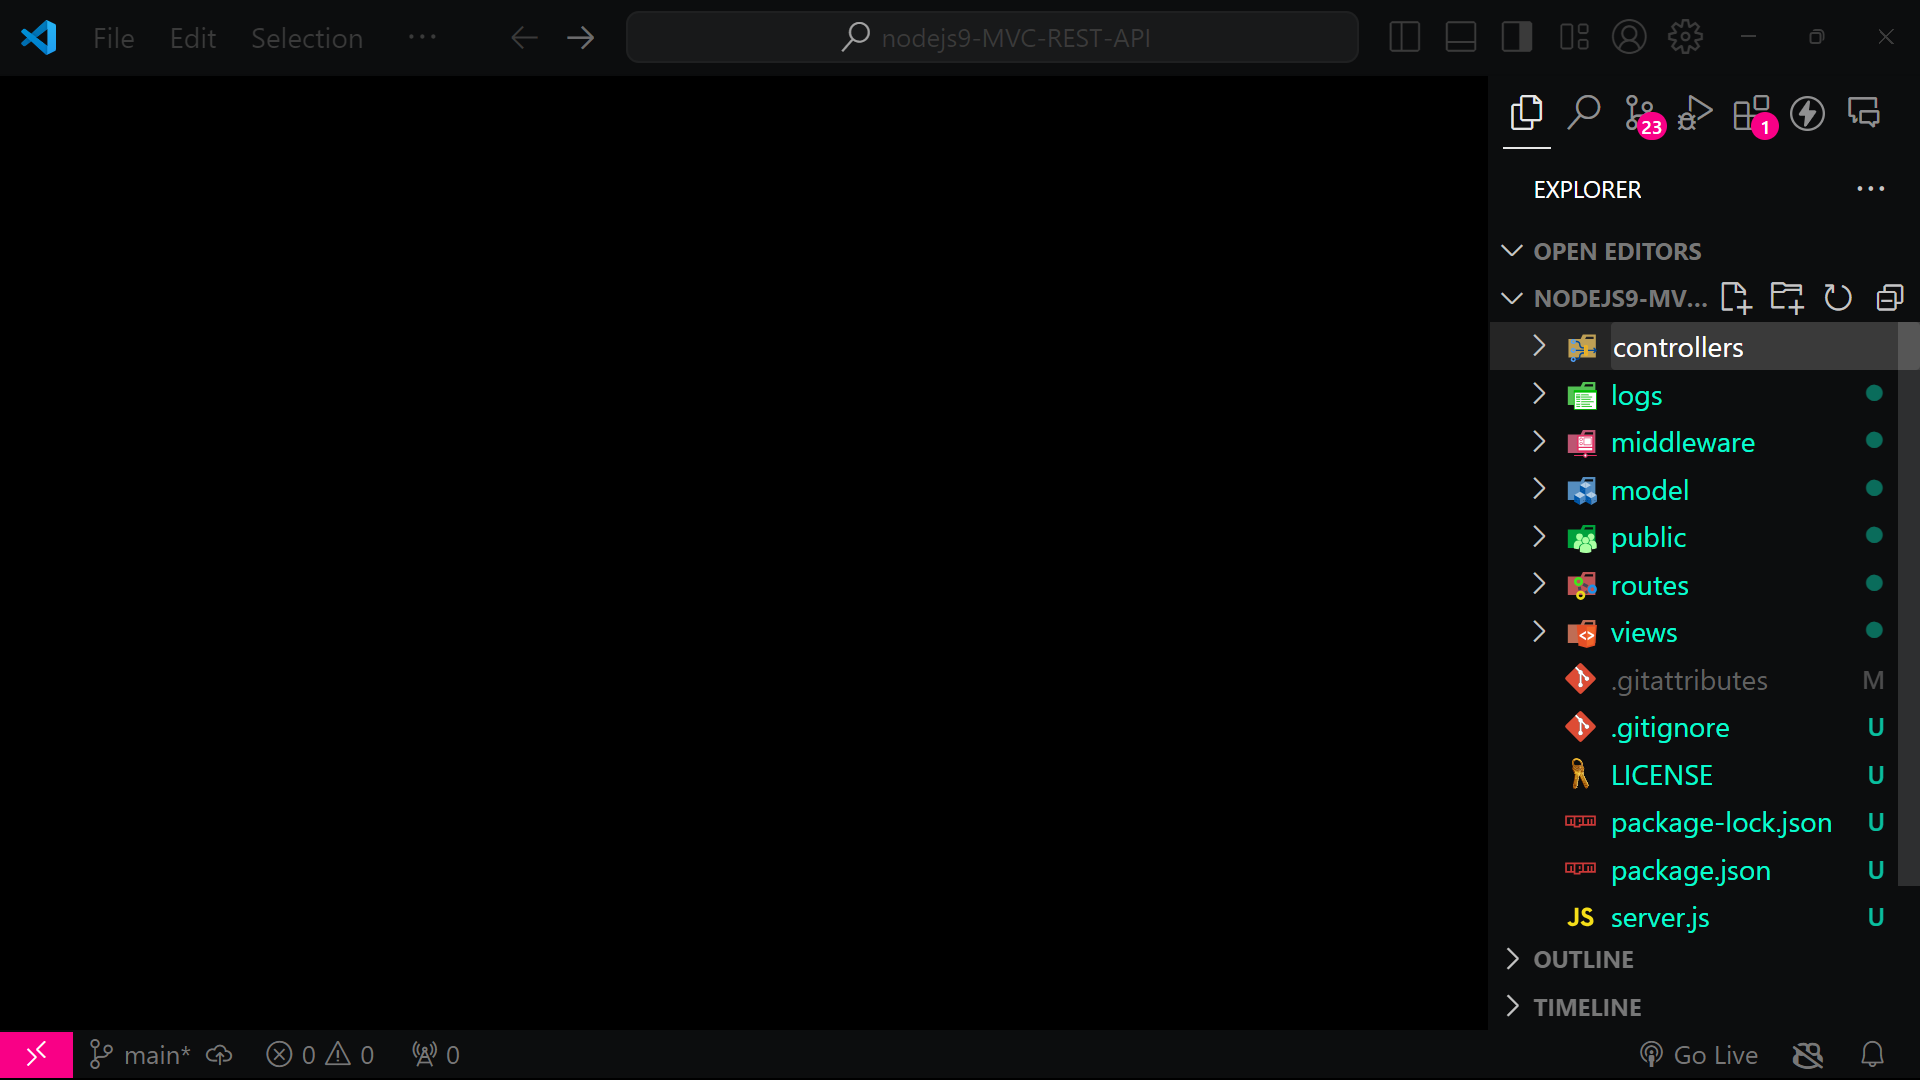 File Edit Selection ···
nodejs9-MVC-REST-API
23
1
EXPLORER
OPEN EDITORS
NODEJS9-MV...
controllers
logs
middleware
model
public
routes
views
.gitattributes M
.gitignore U
LICENSE U
package-lock.json U
package.json U
JS server.js U
OUTLINE
TIMELINE
main* 0 0 0 Go Live